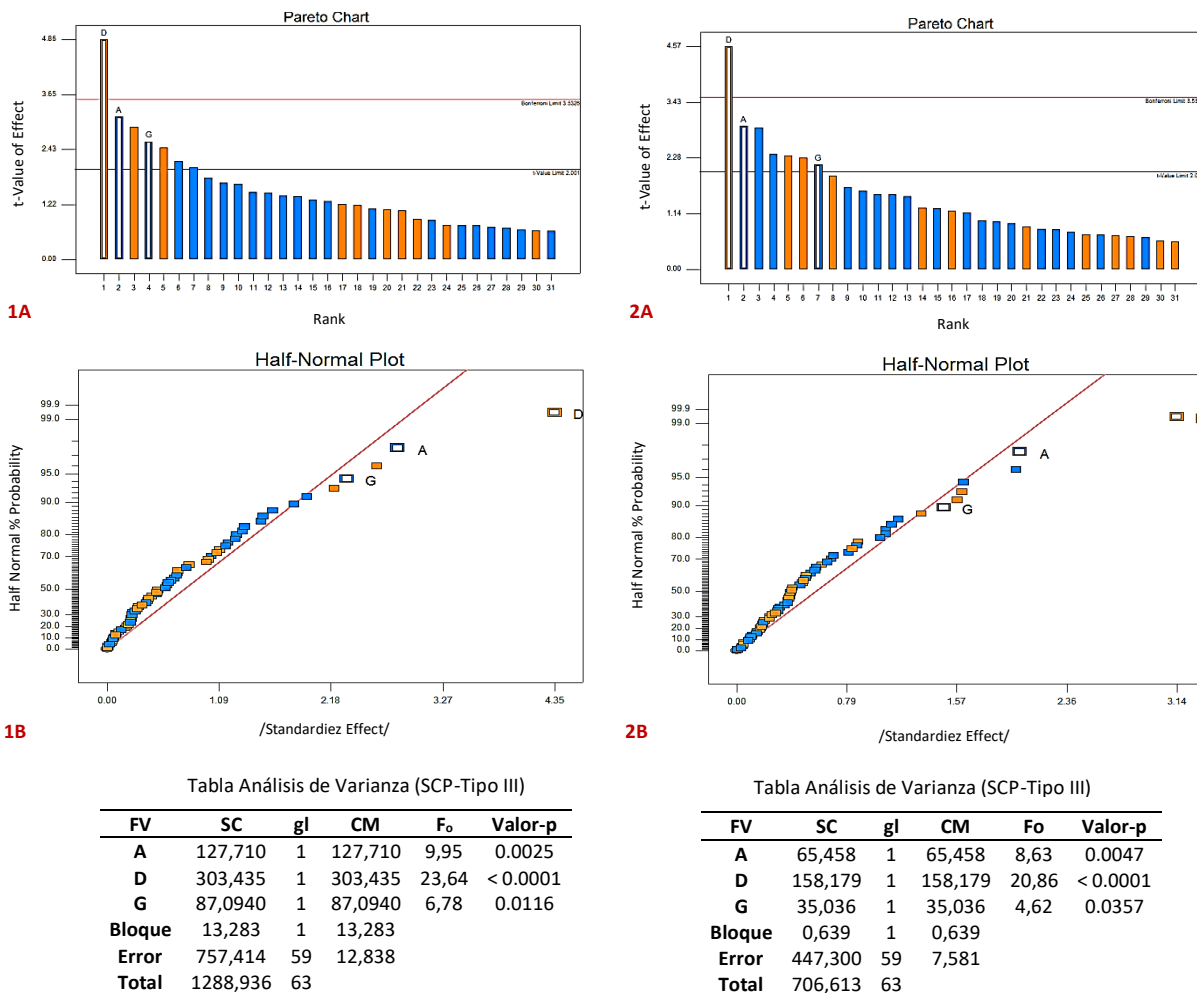 Pareto Chart
4.86
3.65
2.43
1.22
0.00
t-Value of Effect
D
A
G
Bonferroni Limit 3.5326
t-Value Limit 2.001
1 2 3 4 5 6 7 8 9 10 11 12 13 14 15 16 17 18 19 20 21 22 23 24 25 26 27 28 29 30 31
1A
Rank
Pareto Chart
4.57
3.43
2.28
1.14
0.00
t-Value of Effect
D
A
G
Bonferroni Limit
t-Value Limit
1 2 3 4 5 6 7 8 9 10 11 12 13 14 15 16 17 18 19 20 21 22 23 24 25 26 27 28 29 30 31
2A
Rank
Half-Normal Plot
Half Normal % Probability
99.9
99.0
95.0
90.0
80.0
70.0
50.0
30.0
20.0
10.0
0.0
D
A
G
0.00 1.09 2.18 3.27 4.35
1B
/Standardiez Effect/
Half-Normal Plot
Half Normal % Probability
99.9
99.0
95.0
90.0
80.0
70.0
50.0
30.0
20.0
10.0
0.0
A
G
0.00 0.79 1.57 2.36 3.14
2B
/Standardiez Effect/
Tabla Análisis de Varianza (SCP-Tipo III)
FV SC gl CM Fo Valor-p
A 127,710 1 127,710 9,95 0.0025
D 303,435 1 303,435 23,64 < 0.0001
G 87,0940 1 87,0940 6,78 0.0116
Bloque 13,283 1 13,283
Error 757,414 59 12,838
Total 1288,936 63
Tabla Análisis de Varianza (SCP-Tipo III)
FV SC gl CM Fo Valor-p
A 65,458 1 65,458 8,63 0.0047
D 158,179 1 158,179 20,86 < 0.0001
G 35,036 1 35,036 4,62 0.0357
Bloque 0,639 1 0,639
Error 447,300 59 7,581
Total 706,613 63